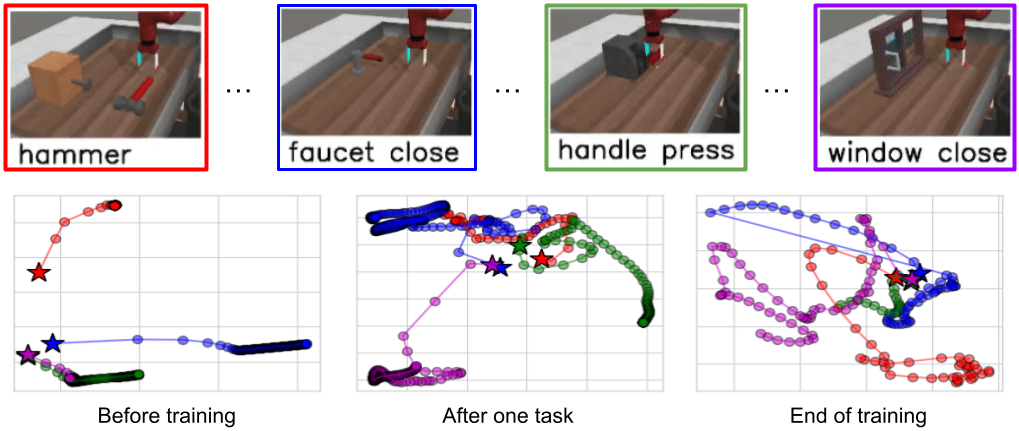 hammer
...
faucet close
...
handle press
...
window close
Before training
After one task
End of training